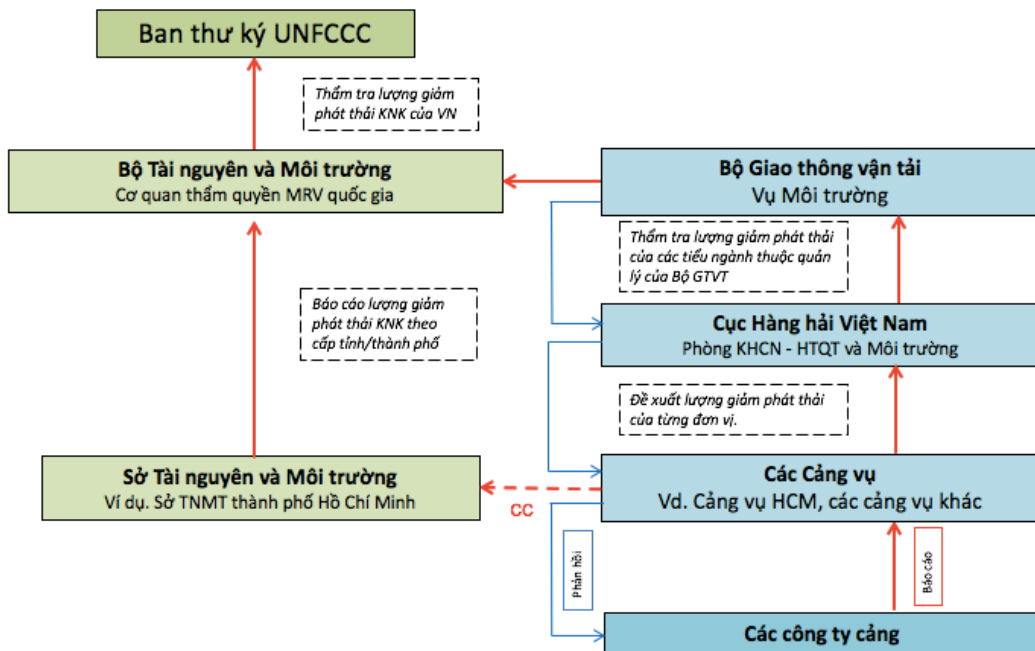 Ban thư ký UNFCCC
Thẩm tra lượng giảm
phát thải KNK của VN
Bộ Tài nguyên và Môi trường
Cơ quan thẩm quyền MRV quốc gia
Bộ Giao thông vận tải
Vụ Môi trường
Thẩm tra lượng giảm phát thải
của các tiểu ngành thuộc quản
lý của Bộ GTVT
Báo cáo lượng giảm
phát thải KNK theo
cấp tỉnh/thành phố
Cục Hàng hải Việt Nam
Phòng KHCN - HTQT và Môi trường
Đề xuất lượng giảm phát thải
của từng đơn vị.
Sở Tài nguyên và Môi trường
Ví dụ. Sở TNMT thành phố Hồ Chí Minh
CC
Các Cảng vụ
Vd. Cảng vụ HCM, các cảng vụ khác
Phản hồi
Báo cáo
Các công ty cảng